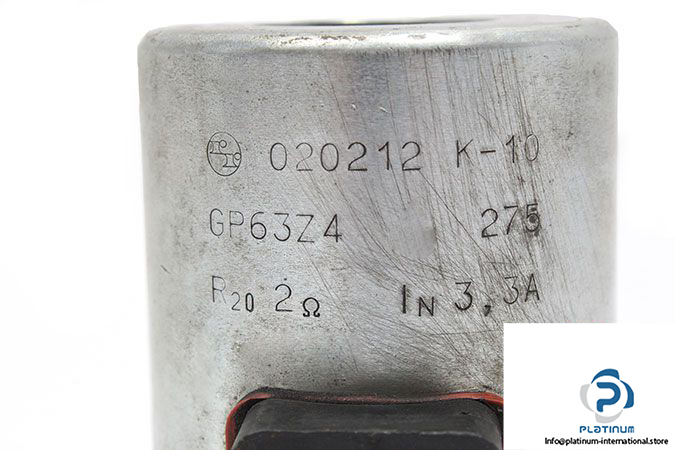 020212 K-10
GP63Z4 275
R20 2Ω IN 3,3A
PLATINUM
Info@platinum-international.store